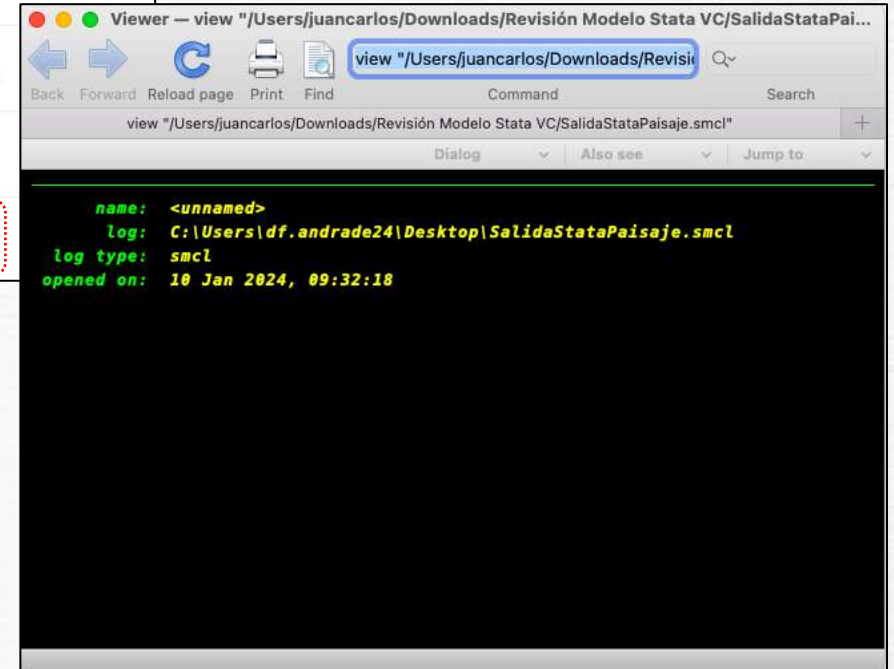 Viewer — view "/Users/juancarlos/Downloads/Revisión Modelo Stata VC/SalidaStataPai...
view "/Users/juancarlos/Downloads/Revisi
Back Forward Reload page Print Find Command Search
view "/Users/juancarlos/Downloads/Revisión Modelo Stata VC/SalidaStataPaisaje.smcl" +
Dialog Also see Jump to
name: <unnamed>
log: C:\Users\df.andrade24\Desktop\SalidaStataPaisaje.smcl
log type: smcl
opened on: 10 Jan 2024, 09:32:18